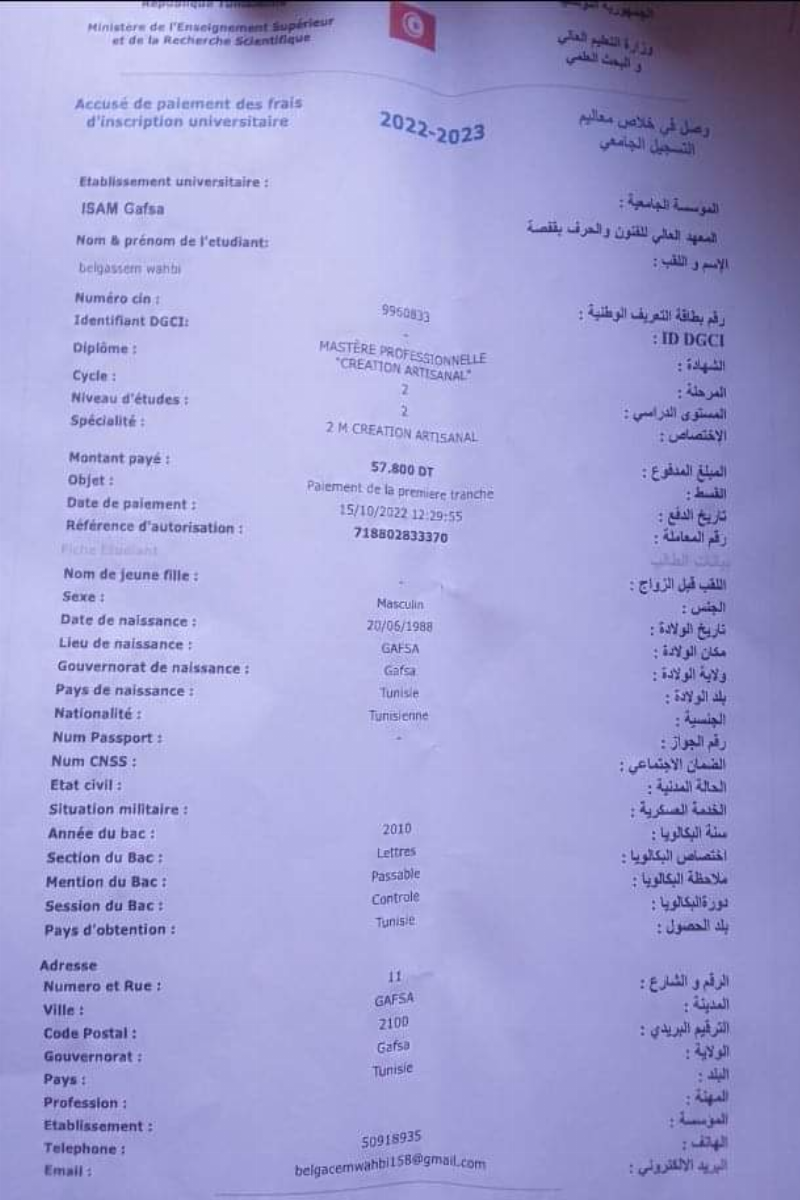 République Tunisienne
الجمهورية التونسية
Ministère de l'Enseignement Supérieur
et de la Recherche Scientifique
وزارة التعليم العالي
و البحث العلمي
Accusé de paiement des frais
d'inscription universitaire
2022-2023
وصل في خلاص معاليم
التسجيل الجامعي
Etablissement universitaire :
المؤسسة الجامعية :
ISAM Gafsa
المعهد العالي للفنون والحرف بقفصة
Nom & prénom de l'etudiant:
الإسم و اللقب :
belgassem wahbi
Numéro cin : 9960833 رقم بطاقة التعريف الوطنية :
Identifiant DGCI: - ID DGCI :
Diplôme : MASTÈRE PROFESSIONNELLE الشهادة :
"CREATION ARTISANAL"
Cycle : 2 المرحلة :
Niveau d'études : 2 المستوى الدراسي :
Spécialité : 2 M CREATION ARTISANAL الإختصاص :
Montant payé : 57.800 DT المبلغ المدفوع :
Objet : Paiement de la premiere tranche القسط :
Date de paiement : 15/10/2022 12:29:55 تاريخ الدفع :
Référence d'autorisation : 718802833370 رقم المعاملة :
Fiche Etudiant بيانات الطالب
Nom de jeune fille : - اللقب قبل الزواج :
Sexe : Masculin الجنس :
Date de naissance : 20/06/1988 تاريخ الولادة :
Lieu de naissance : GAFSA مكان الولادة :
Gouvernorat de naissance : Gafsa ولاية الولادة :
Pays de naissance : Tunisie بلد الولادة :
Nationalité : Tunisienne الجنسية :
Num Passport : - رقم الجواز :
Num CNSS : الضمان الاجتماعي :
Etat civil : الحالة المدنية :
Situation militaire : الخدمة العسكرية :
Année du bac : 2010 سنة البكالويا :
Section du Bac : Lettres اختصاص البكالويا :
Mention du Bac : Passable ملاحظة البكالويا :
Session du Bac : Controle دورةالبكالويا :
Pays d'obtention : Tunisie بلد الحصول :
Adresse
Numero et Rue : 11 الرقم و الشارع :
Ville : GAFSA المدينة :
Code Postal : 2100 الترقيم البريدي :
Gouvernorat : Gafsa الولاية :
Pays : Tunisie البلد :
Profession : المهنة :
Etablissement : المؤسسة :
Telephone : 50918935 الهاتف :
Email : belgacemwahbi158@gmail.com البريد الالكتروني :